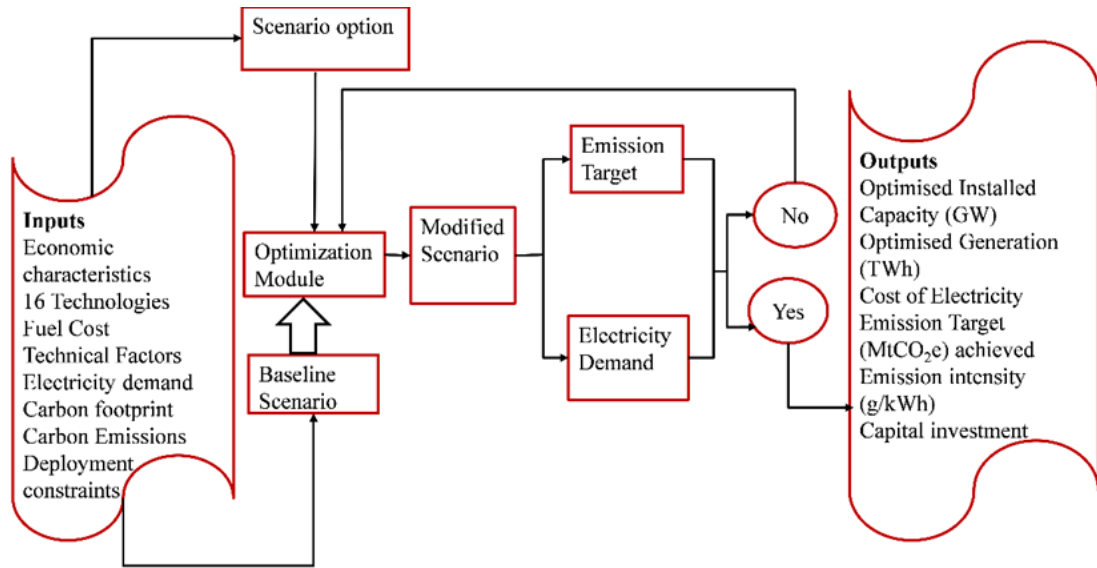 Scenario option
Inputs
Economic
characteristics
16 Technologies
Fuel Cost
Technical Factors
Electricity demand
Carbon footprint
Carbon Emissions
Deployment
constraints
Optimization
Module
Baseline
Scenario
Modified
Scenario
Emission
Target
Electricity
Demand
No
Yes
Outputs
Optimised Installed
Capacity (GW)
Optimised Generation
(TWh)
Cost of Electricity
Emission Target
(MtCO₂e) achieved
Emission intensity
(g/kWh)
Capital investment